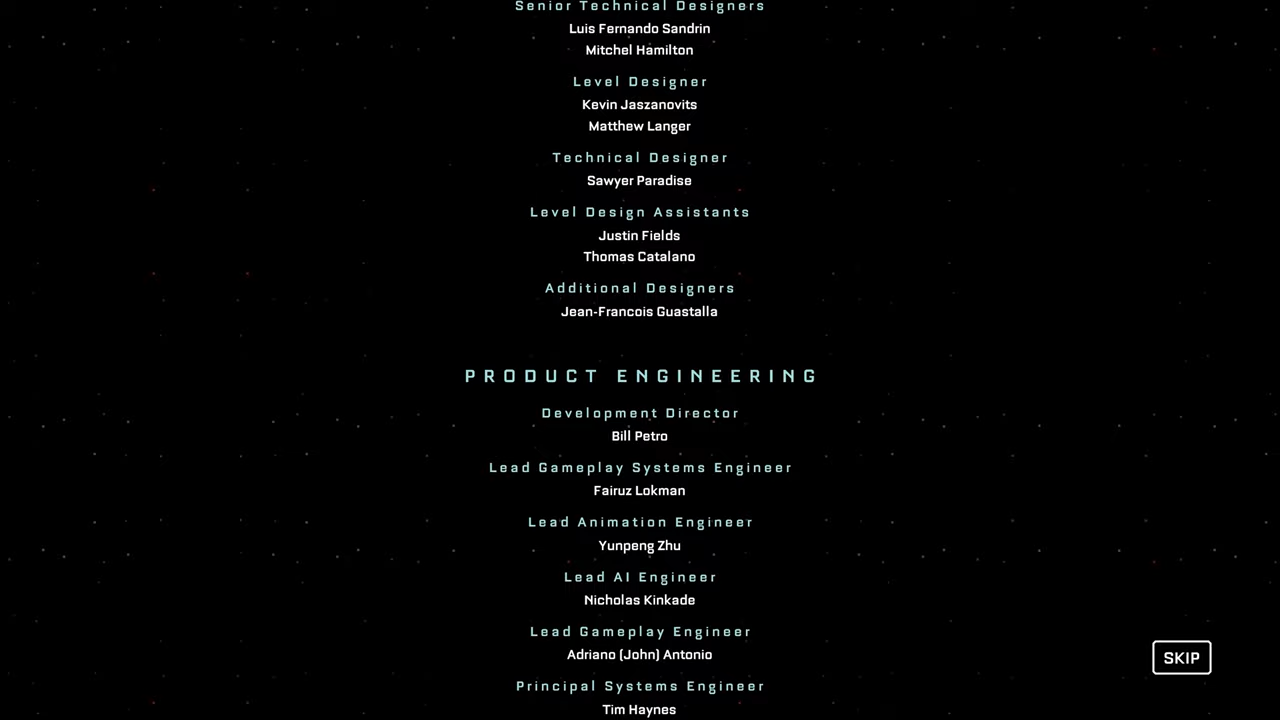 Senior Technical Designers
Luis Fernando Sandrin
Mitchel Hamilton
Level Designer
Kevin Jaszanovits
Matthew Langer
Technical Designer
Sawyer Paradise
Level Design Assistants
Justin Fields
Thomas Catalano
Additional Designers
Jean-Francois Guastalla
PRODUCT ENGINEERING
Development Director
Bill Petro
Lead Gameplay Systems Engineer
Fairuz Lokman
Lead Animation Engineer
Yunpeng Zhu
Lead AI Engineer
Nicholas Kinkade
Lead Gameplay Engineer
Adriano (John) Antonio
SKIP
Principal Systems Engineer
Tim Haynes